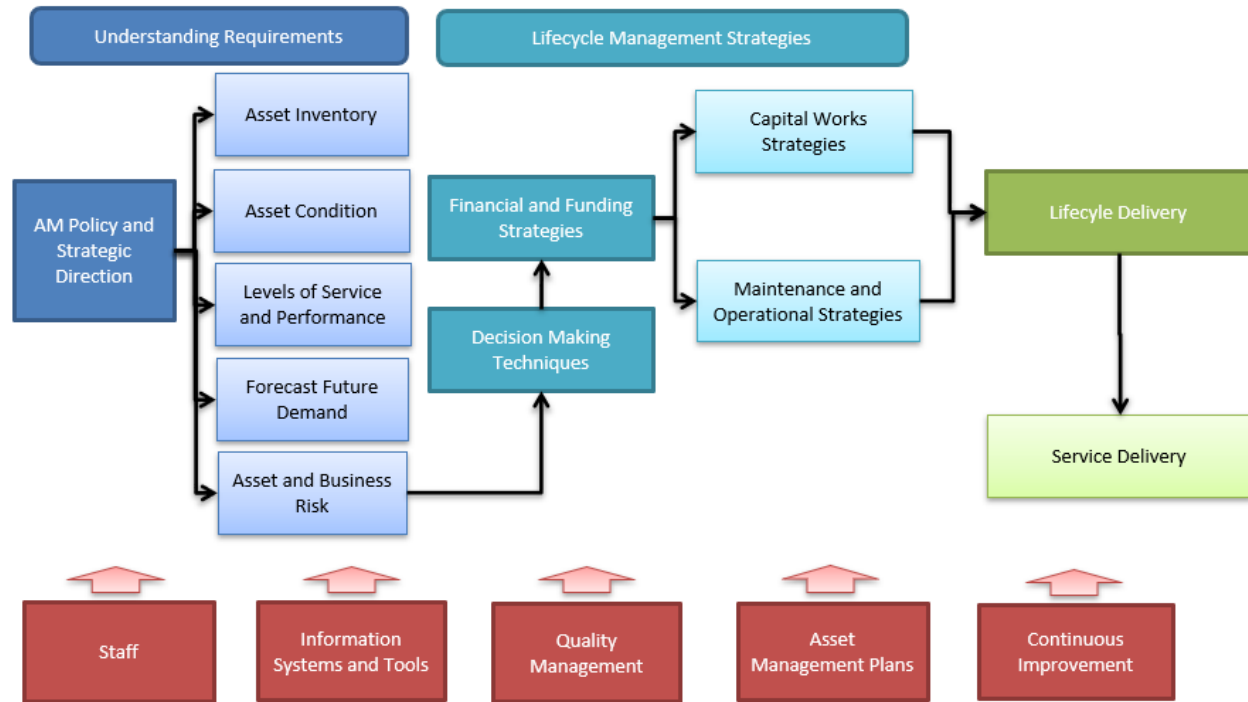 Understanding Requirements
Lifecycle Management Strategies
Asset Inventory
Asset Condition
Levels of Service
and Performance
Forecast Future
Demand
Asset and Business
Risk
AM Policy and
Strategic
Direction
Financial and Funding
Strategies
Decision Making
Techniques
Capital Works
Strategies
Maintenance and
Operational Strategies
Lifecyle Delivery
Service Delivery
Staff
Information
Systems and Tools
Quality
Management
Asset
Management Plans
Continuous
Improvement